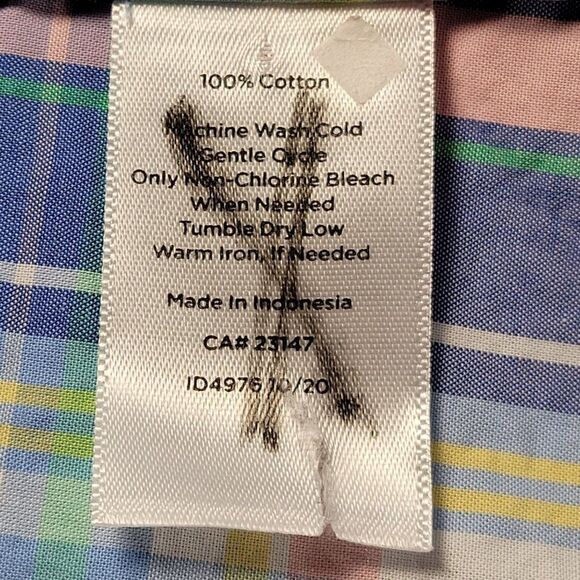 100% Cotton
Machine Wash Cold
Gentle Cycle
Only Non-Chlorine Bleach
When Needed
Tumble Dry Low
Warm Iron, If Needed
Made In Indonesia
CA# 23147
ID4976 10/20